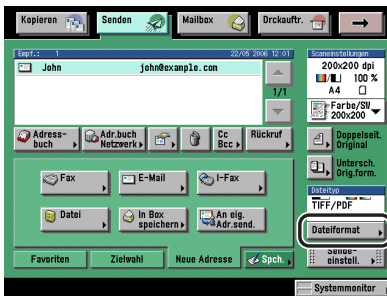 Kopieren
Senden
Mailbox
Drckauftr.
Empf.: 1
22/05 2006 12:01
John
john@example.com
1/1
Adress-
buch
Adr.buch
Netzwerk
Cc
Bcc
Rückruf
Fax
E-Mail
I-Fax
Datei
In Box
speichern
An eig.
Adr.send.
Favoriten
Zielwahl
Neue Adresse
Spch.
Scaneinstellungen
200x200 dpi
100 %
A4
Farbe/SW
200x200
Doppelseit.
Original
Untersch.
Orig.form.
Dateityp
TIFF/PDF
Dateiformat
Sende-
einstell.
Systemmonitor